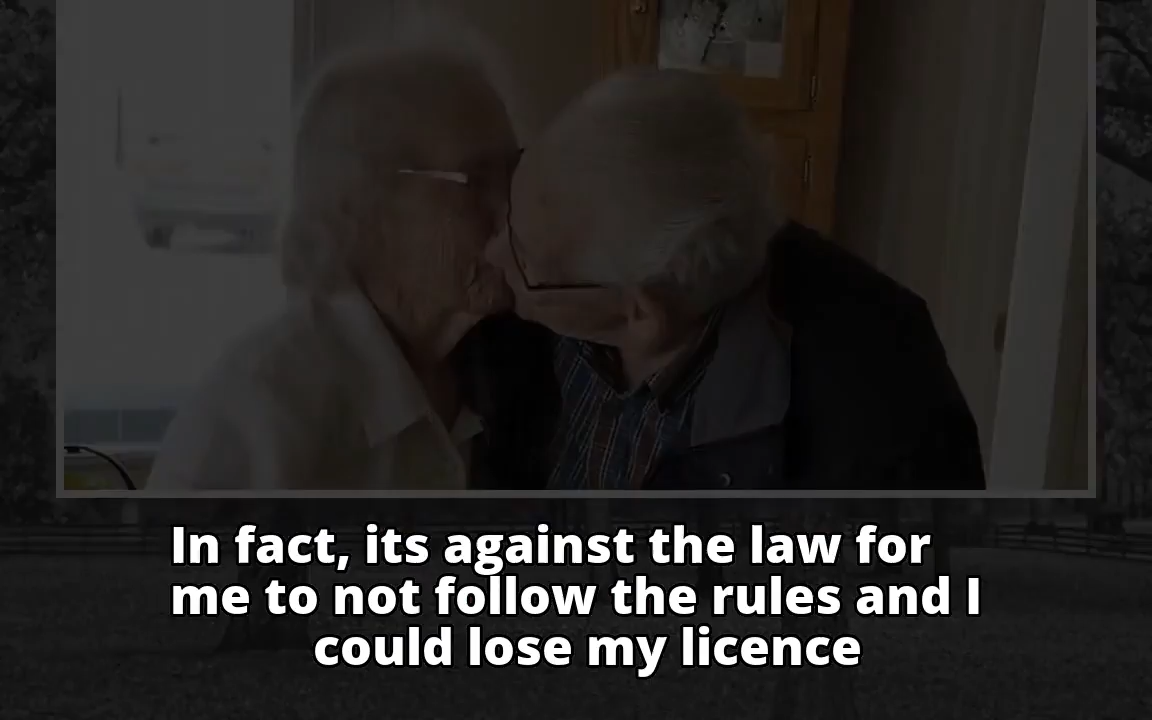 In fact, its against the law for
me to not follow the rules and I
could lose my licence